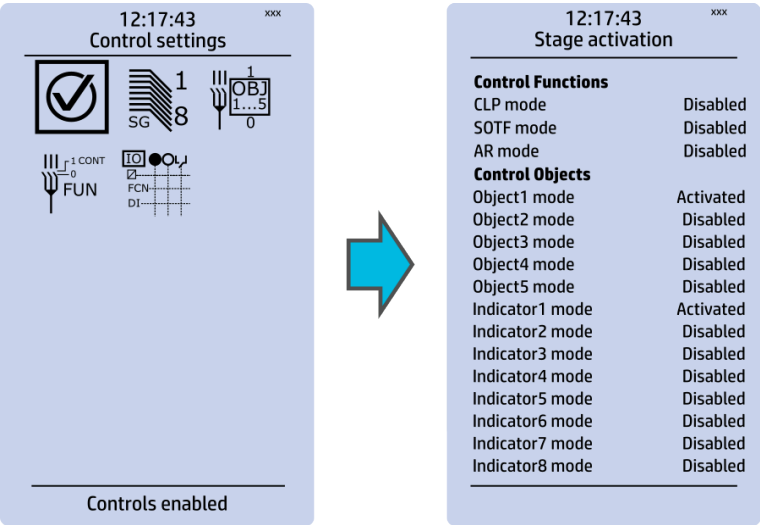 12:17:43 xxx
Control settings
1
SG 8
1
OBJ
1...5
0
1 CONT
0
FUN
IO
FCN
DI
Controls enabled
12:17:43 xxx
Stage activation
Control Functions
CLP mode Disabled
SOTF mode Disabled
AR mode Disabled
Control Objects
Object1 mode Activated
Object2 mode Disabled
Object3 mode Disabled
Object4 mode Disabled
Object5 mode Disabled
Indicator1 mode Activated
Indicator2 mode Disabled
Indicator3 mode Disabled
Indicator4 mode Disabled
Indicator5 mode Disabled
Indicator6 mode Disabled
Indicator7 mode Disabled
Indicator8 mode Disabled